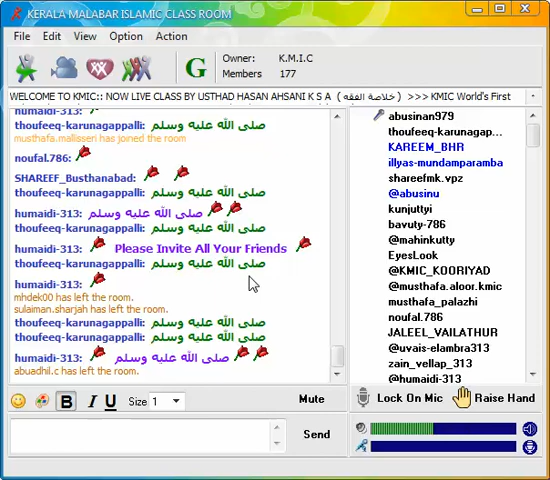 KERALA MALABAR ISLAMIC CLASS ROOM
File Edit View Option Action
G
Owner: K.M.I.C
Members 177
WELCOME TO KMIC:: NOW LIVE CLASS BY USTHAD HASAN AHSANI K S A ( خلاصة الفقه ) >>> KMIC World's First
humaidi-313:
thoufeeq-karunagappalli: صلى الله عليه وسلم
musthafa.malisseri has joined the room
noufal.786:
SHAREEF_Busthanabad:
thoufeeq-karunagappalli: صلى الله عليه وسلم
humaidi-313: صلى الله عليه وسلم
thoufeeq-karunagappalli: صلى الله عليه وسلم
humaidi-313: Please Invite All Your Friends
thoufeeq-karunagappalli: صلى الله عليه وسلم
humaidi-313:
mhdek00 has left the room.
sulaiman.sharjah has left the room.
thoufeeq-karunagappalli: صلى الله عليه وسلم
thoufeeq-karunagappalli: صلى الله عليه وسلم
humaidi-313: صلى الله عليه وسلم
abuadhil.c has left the room.
abusinan979
thoufeeq-karunagap...
KAREEM_BHR
illyas-mundamparamba
shareefmk.vpz
@abusinu
kunjuttyi
bavuty-786
@mahinkutty
EyesLook
@KMIC_KOORIYAD
@musthafa.aloor.kmic
musthafa_palazhi
noufal.786
JALEEL_VAILATHUR
@uvais-elambra313
zain_vellap_313
@humaidi-313
B I U Size 1 Mute
Lock On Mic Raise Hand
Send